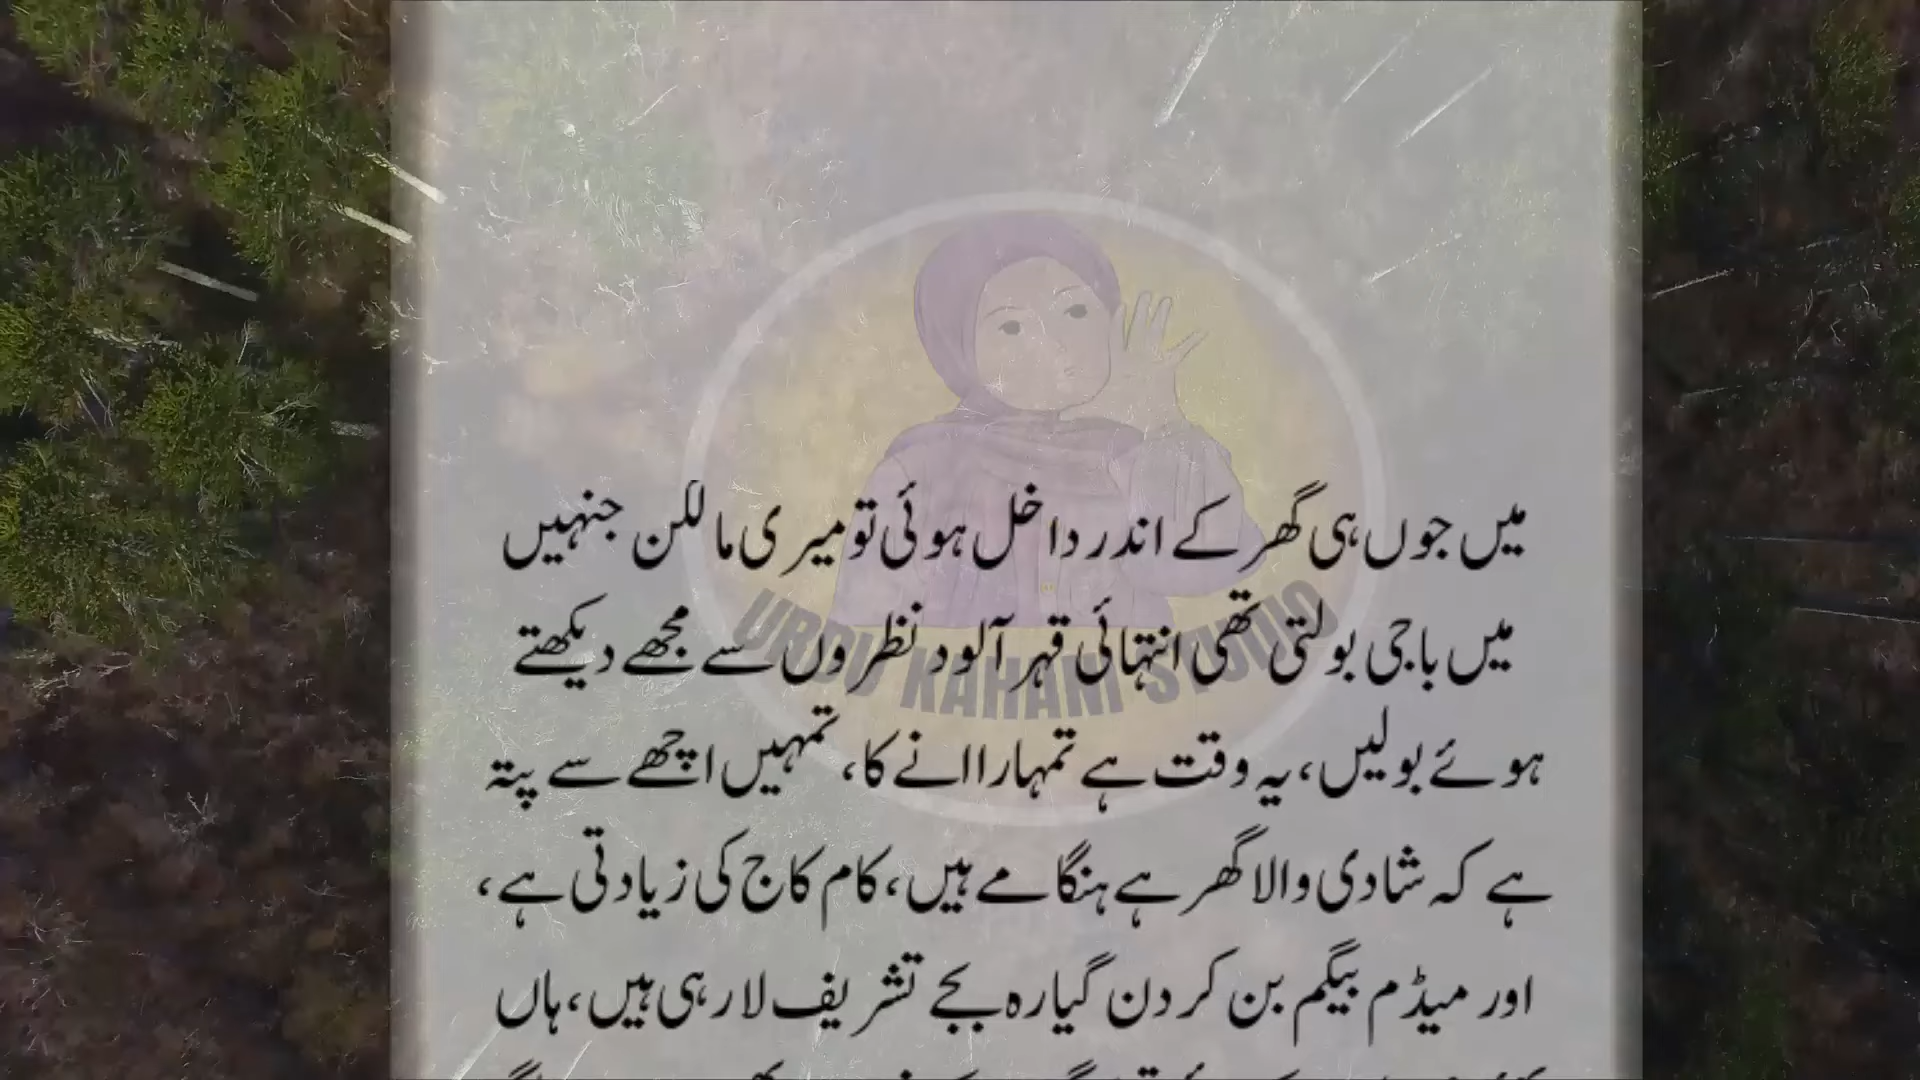 URDU KAHANI STUDIO
میں جوں ہی گھر کے اندر داخل ہوئی تو میری مالکن جنہیں
میں باجی بولتی تھی انتہائی قہر آلود نظروں سے مجھے دیکھتے
ہوئے بولیں، یہ وقت ہے تمہارا انے کا، تمہیں اچھے سے پتہ
ہے کہ شادی والا گھر ہے ہنگامے ہیں، کام کاج کی زیادتی ہے،
اور میڈم بیگم بن کر دن گیارہ بجے تشریف لا رہی ہیں، ہاں